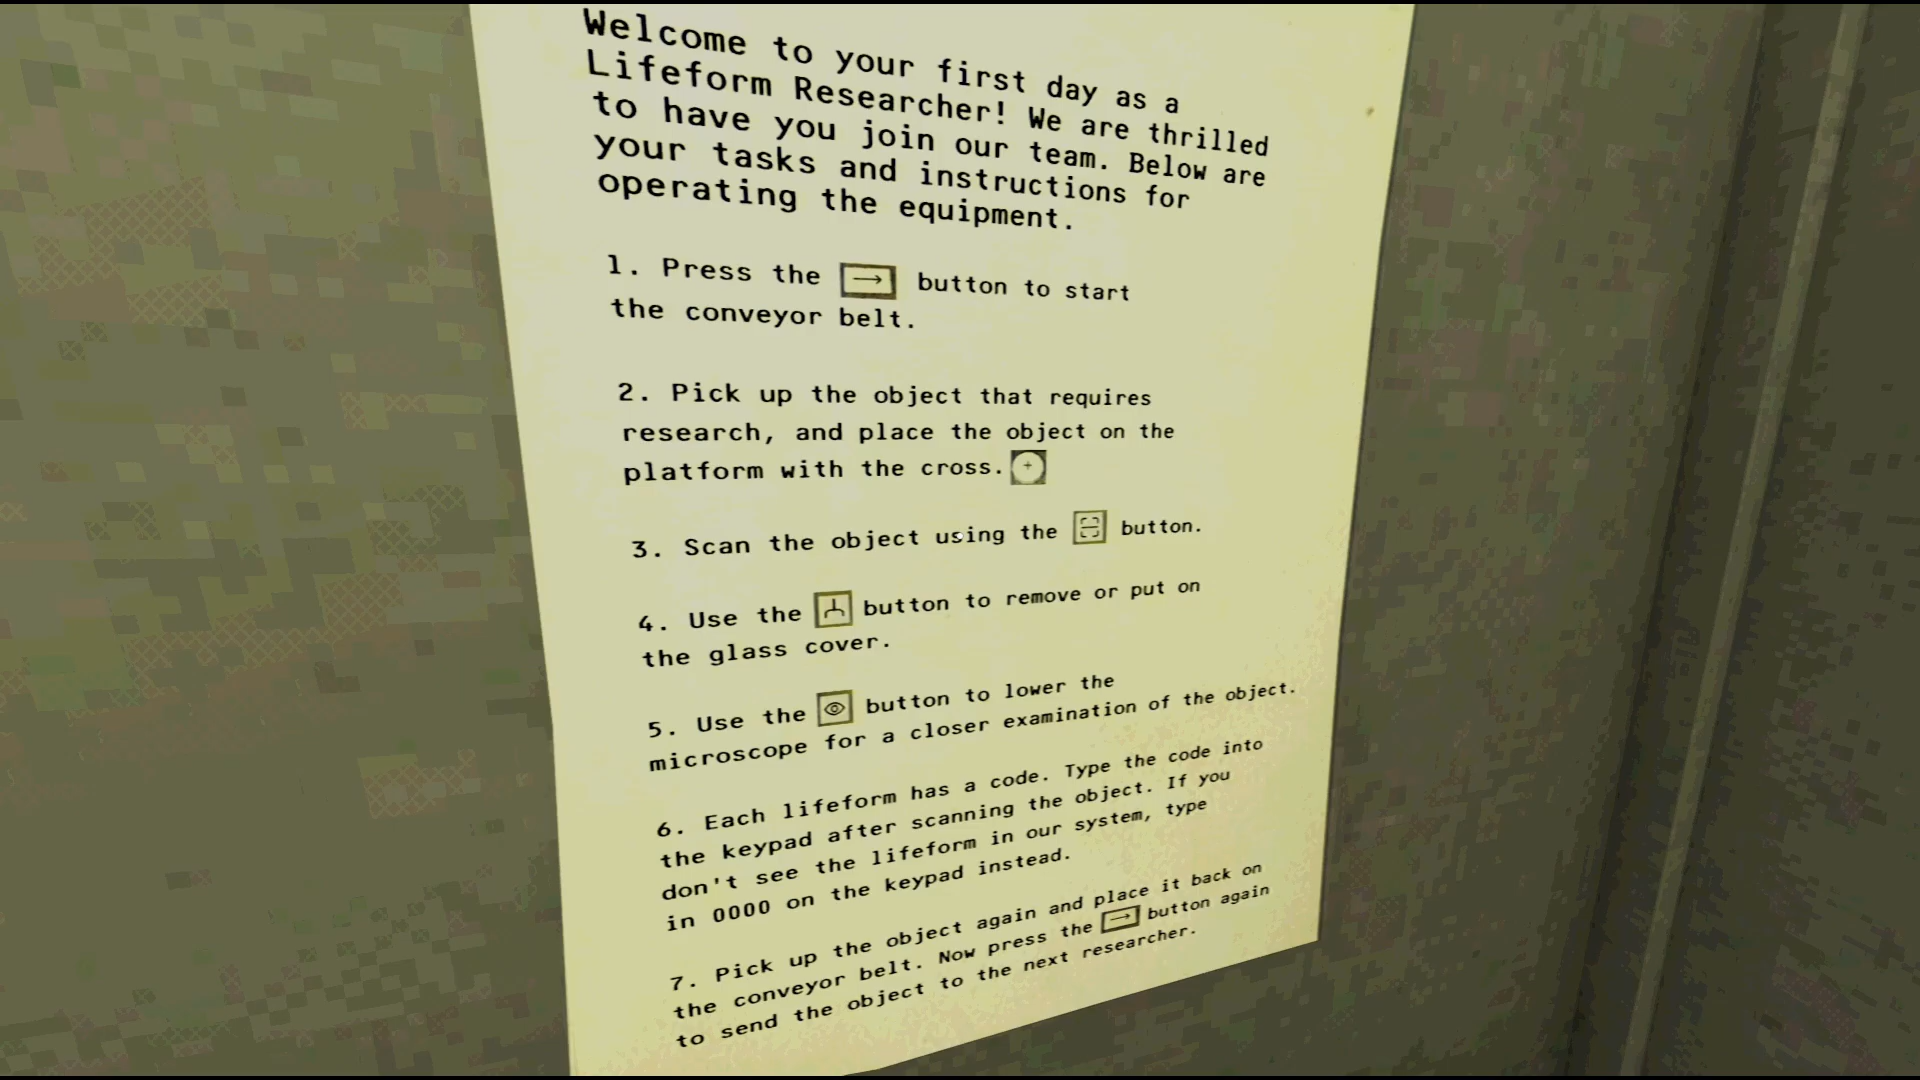 Welcome to your first day as a
Lifeform Researcher! We are thrilled
to have you join our team. Below are
your tasks and instructions for
operating the equipment.
1. Press the → button to start
the conveyor belt.
2. Pick up the object that requires
research, and place the object on the
platform with the cross.
3. Scan the object using the button.
4. Use the button to remove or put on
the glass cover.
5. Use the button to lower the
microscope for a closer examination of the object.
6. Each lifeform has a code. Type the code into
the keypad after scanning the object. If you
don't see the lifeform in our system, type
in 0000 on the keypad instead.
7. Pick up the object again and place it back on
the conveyor belt. Now press the → button again
to send the object to the next researcher.